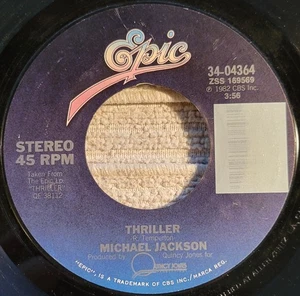 Epic
34-04364
ZSS 169569
℗ 1982 CBS Inc.
3:56
STEREO
45 RPM
Taken From
The Epic Lp
"THRILLER"
QE 38112
THRILLER
R. Temperton
MICHAEL JACKSON
Produced by Quincy Jones for
QUINCY JONES
"EPIC", IS A TRADEMARK OF CBS INC./MARCA REG.